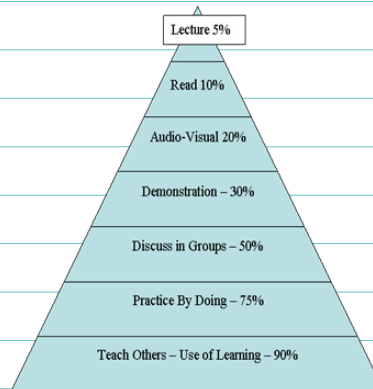 Lecture 5%
Read 10%
Audio-Visual 20%
Demonstration – 30%
Discuss in Groups – 50%
Practice By Doing – 75%
Teach Others – Use of Learning – 90%